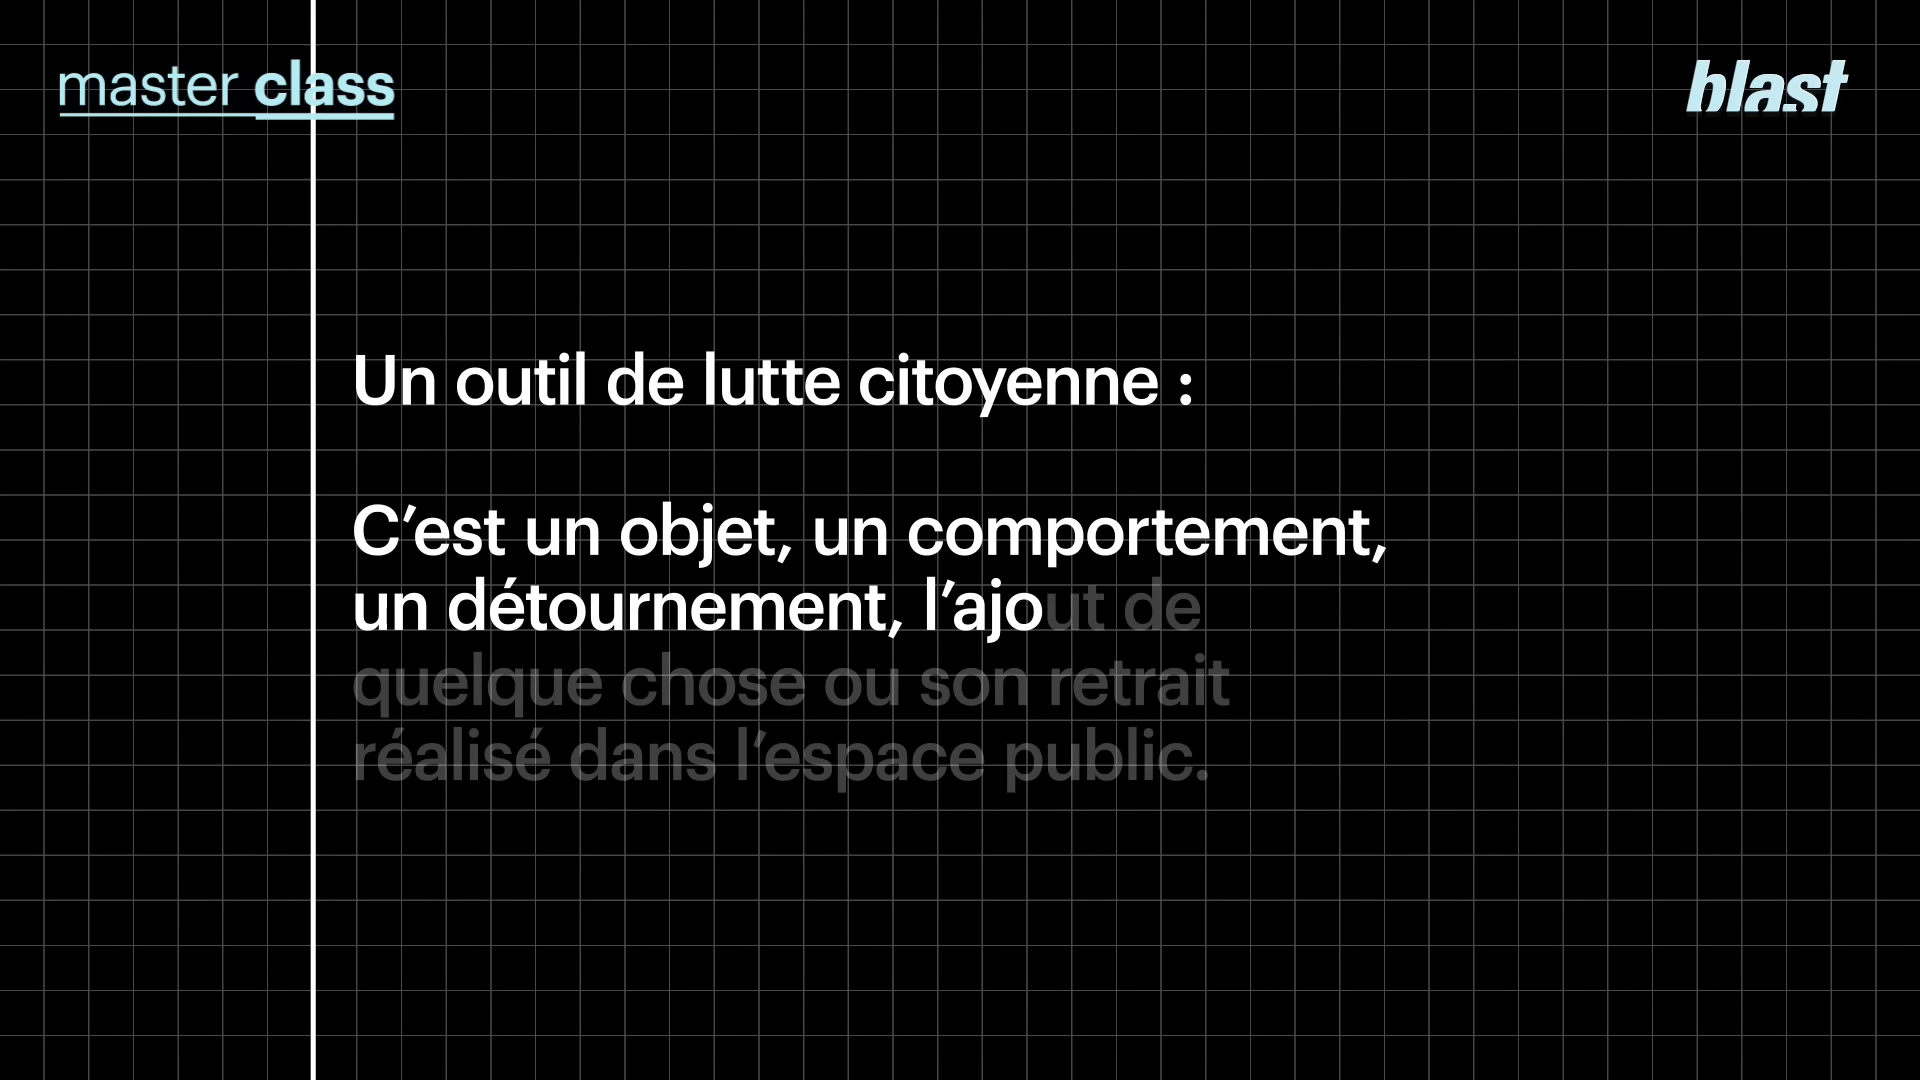 master class
blast
Un outil de lutte citoyenne :
C’est un objet, un comportement,
un détournement, l’ajout de
quelque chose ou son retrait
réalisé dans l’espace public.